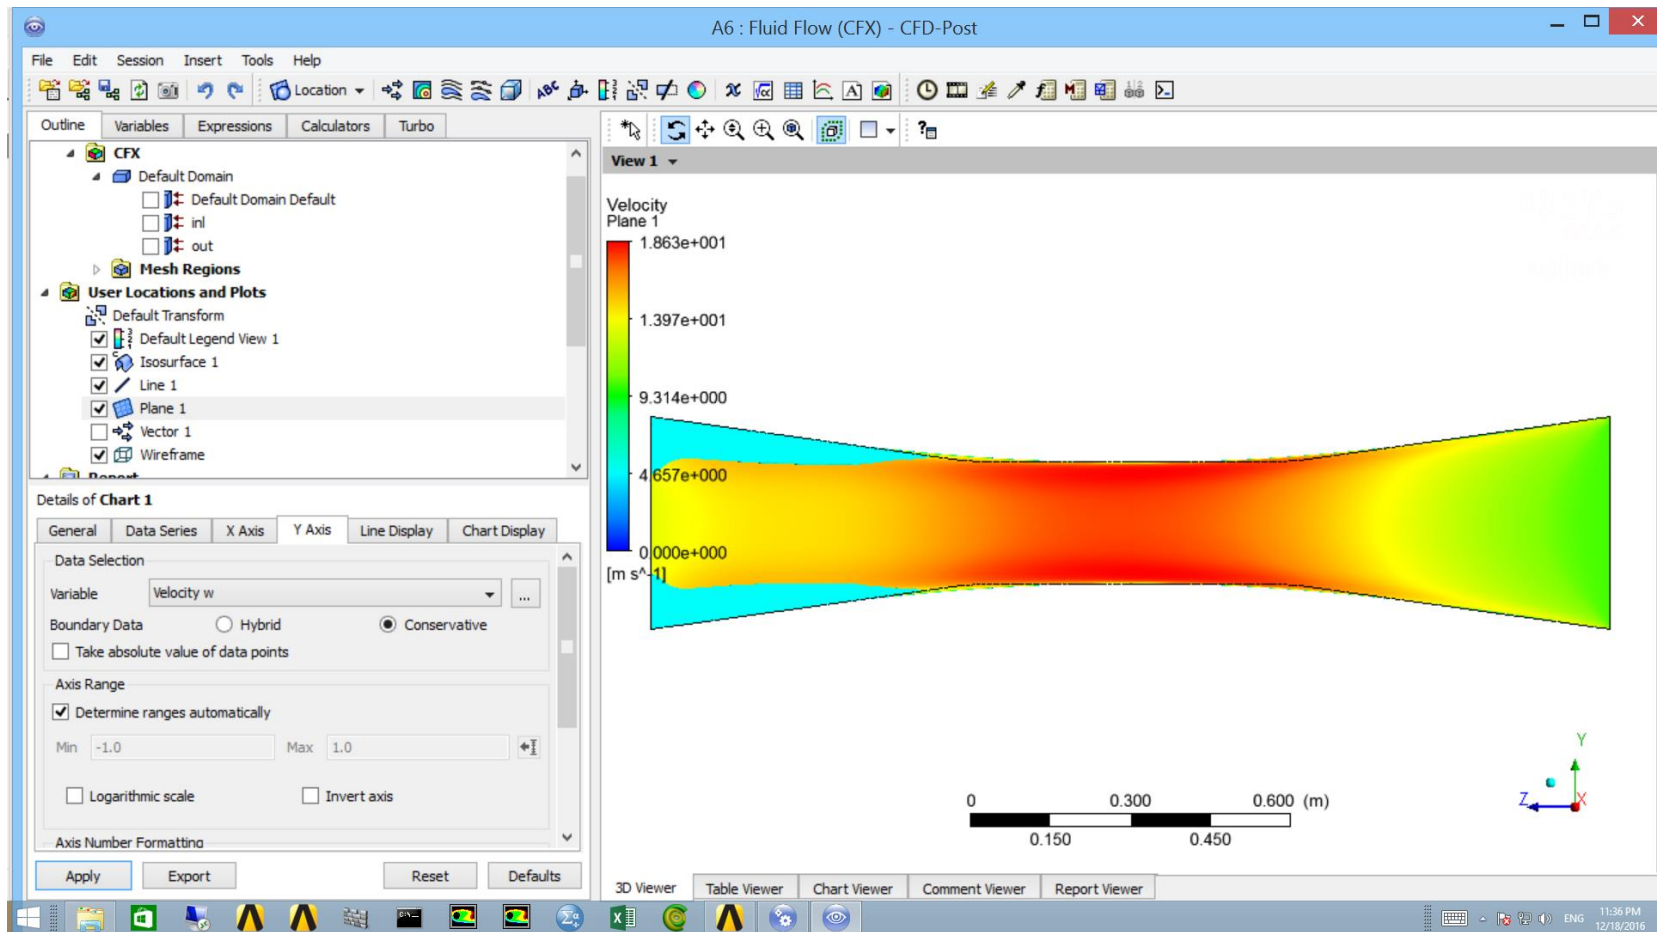 A6 : Fluid Flow (CFX) - CFD-Post
File Edit Session Insert Tools Help
Location
Outline Variables Expressions Calculators Turbo
CFX
Default Domain
Default Domain Default
inl
out
Mesh Regions
User Locations and Plots
Default Transform
Default Legend View 1
Isosurface 1
Line 1
Plane 1
Vector 1
Wireframe
Report
Details of Chart 1
General Data Series X Axis Y Axis Line Display Chart Display
Data Selection
Variable Velocity w ...
Boundary Data Hybrid Conservative
Take absolute value of data points
Axis Range
Determine ranges automatically
Min -1.0 Max 1.0
Logarithmic scale Invert axis
Axis Number Formatting
Apply Export Reset Defaults
View 1
Velocity
Plane 1
1.863e+001
1.397e+001
9.314e+000
4.657e+000
0.000e+000
[m s^-1]
Y
Z X
0 0.300 0.600 (m)
0.150 0.450
3D Viewer Table Viewer Chart Viewer Comment Viewer Report Viewer
ENG 11:36 PM
12/18/2016